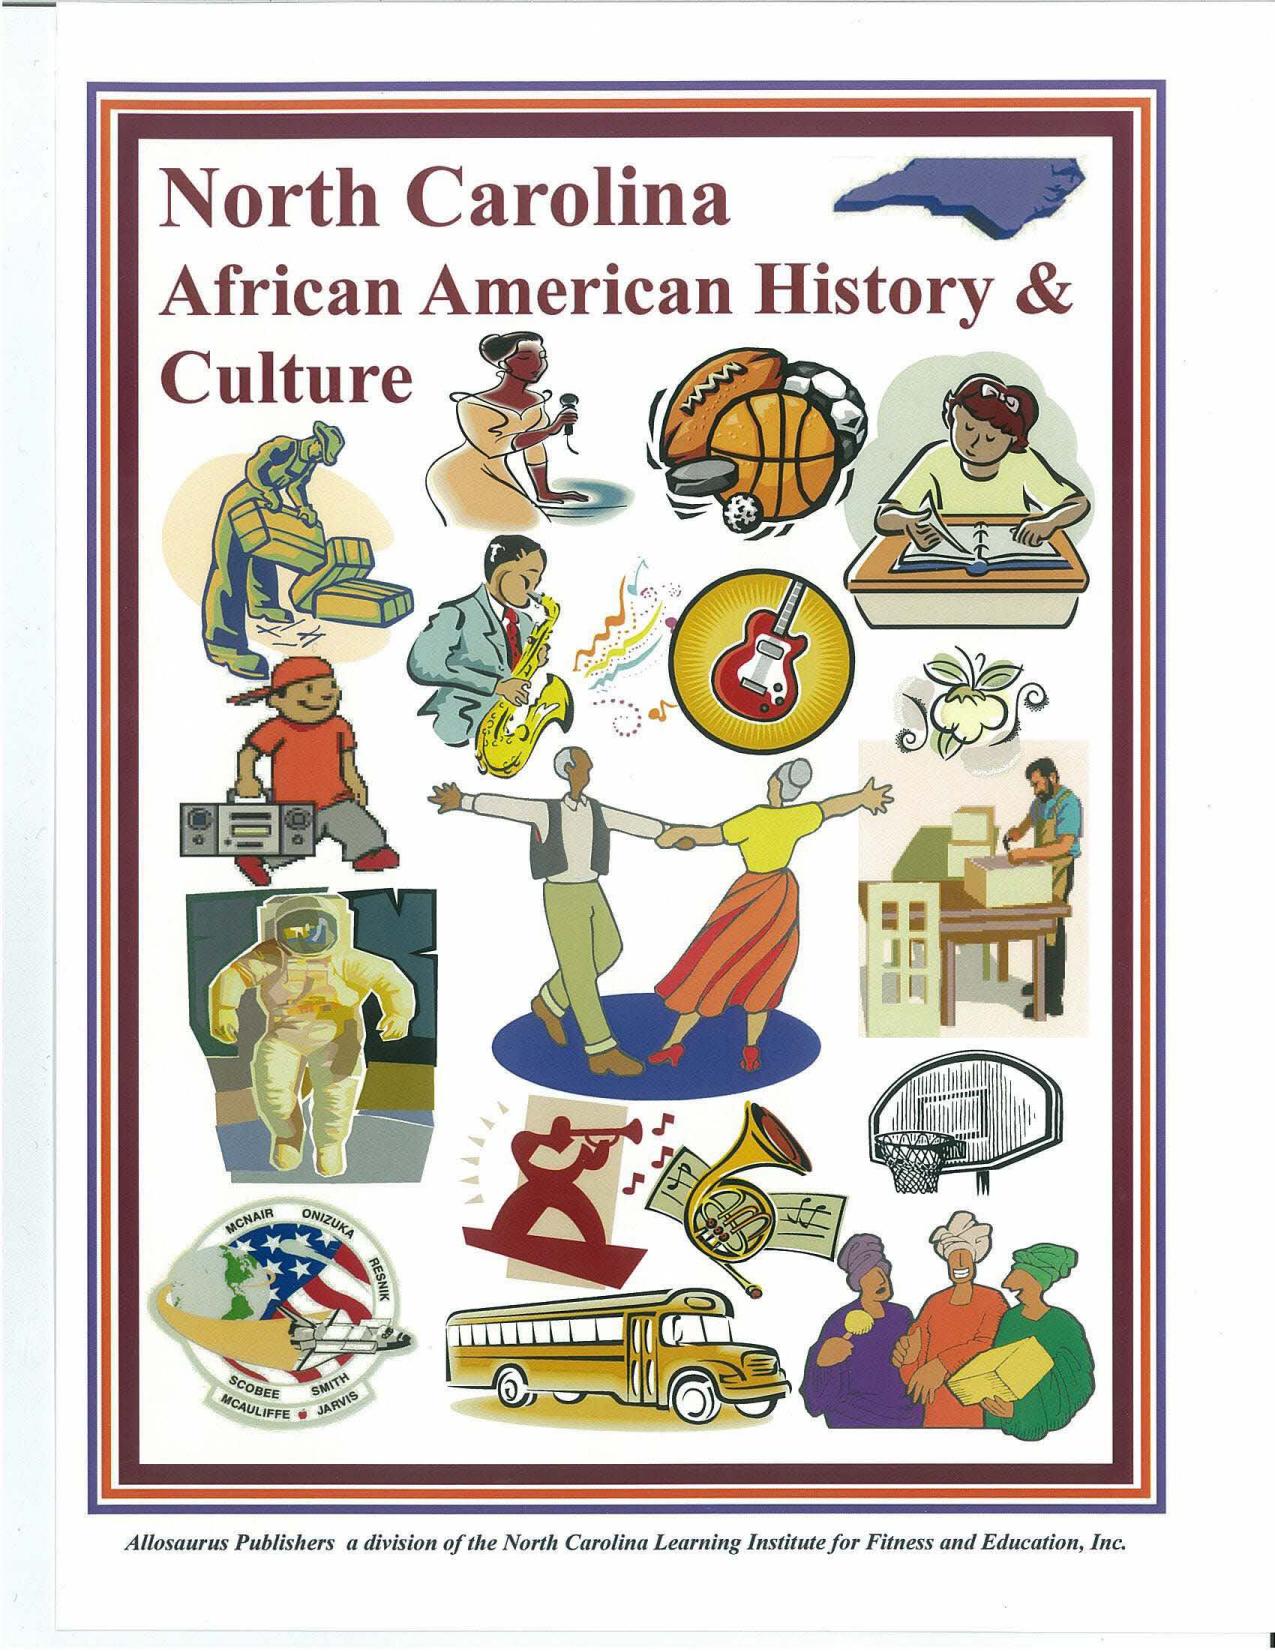 North Carolina
African American History &
Culture
MCNAIR ONIZUKA
RESNIK
SCOBEE SMITH
MCAULIFFE JARVIS
Allosaurus Publishers a division of the North Carolina Learning Institute for Fitness and Education, Inc.